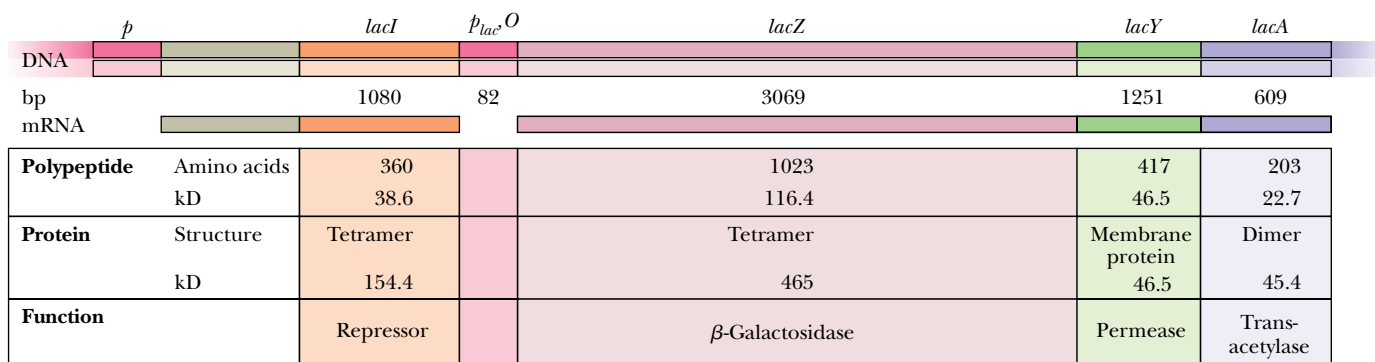 p lacI p_lac,O lacZ lacY lacA
DNA
bp 1080 82 3069 1251 609
mRNA
Polypeptide Amino acids 360 1023 417 203
kD 38.6 116.4 46.5 22.7
Protein Structure Tetramer Tetramer Membrane protein Dimer
kD 154.4 465 46.5 45.4
Function Repressor β-Galactosidase Permease Trans-
acetylase